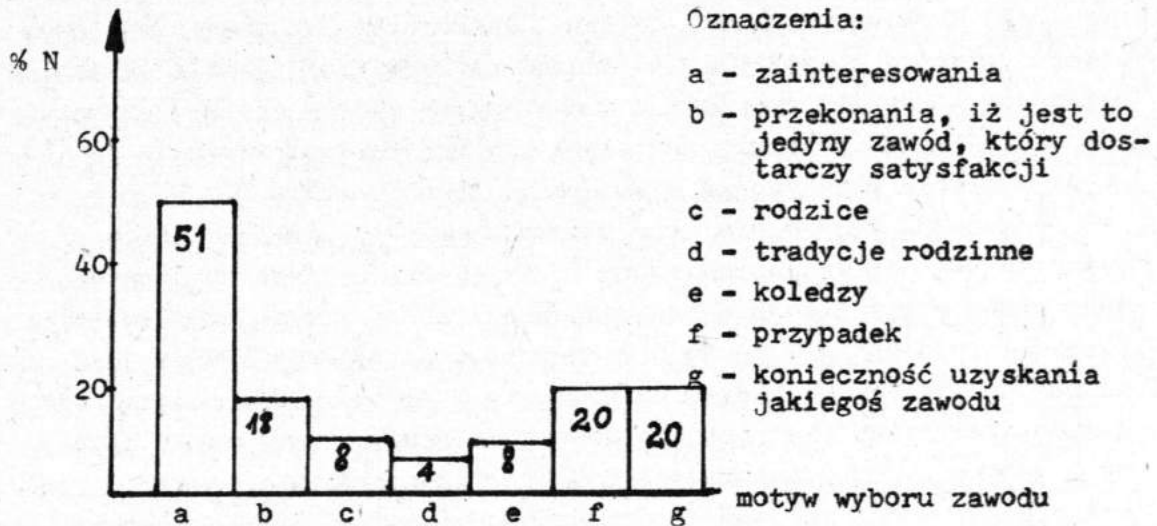 % N
60
40
20
51
18
8
4
8
20
20
a b c d e f g
motyw wyboru zawodu
Oznaczenia:
a - zainteresowania
b - przekonania, iż jest to
jedyny zawód, który dos-
tarczy satysfakcji
c - rodzice
d - tradycje rodzinne
e - koledzy
f - przypadek
g - konieczność uzyskania
jakiegoś zawodu